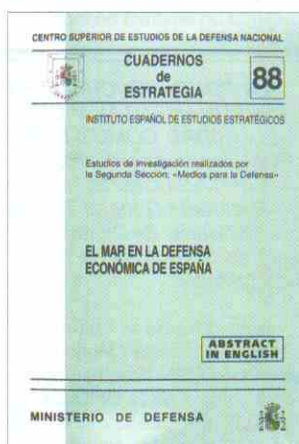 CENTRO SUPERIOR DE ESTUDIOS DE LA DEFENSA NACIONAL
CUADERNOS
de
ESTRATEGIA
88
INSTITUTO ESPAÑOL DE ESTUDIOS ESTRATÉGICOS
Estudios de investigación realizados por
la Segunda Sección: «Medios para la Defensa»
EL MAR EN LA DEFENSA
ECONÓMICA DE ESPAÑA
ABSTRACT
IN ENGLISH
MINISTERIO DE DEFENSA